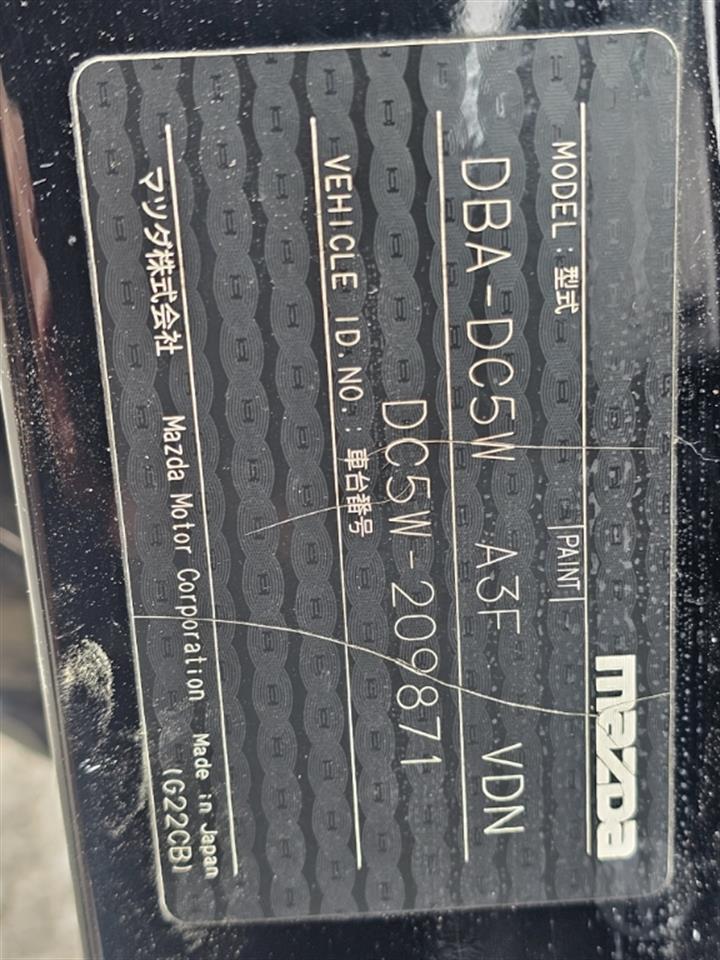 mazda
MODEL: 型式 PAINT
DBA-DC5W A3F VDN
VEHICLE ID.NO.: 車台番号
DC5W-209871
マツダ株式会社 Mazda Motor Corporation Made in Japan
(G22CB)